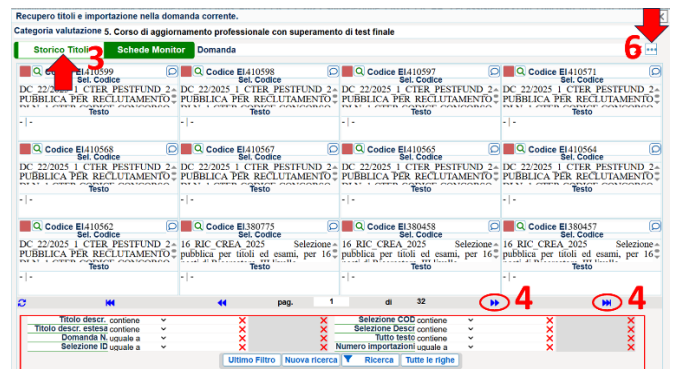 Recupero titoli e importazione nella domanda corrente.
Categoria valutazione 5. Corso di aggiornamento professionale con superamento di test finale
Storico Titoli Schede Monitor Domanda
3
6
Codice EI410599 Codice EI410598 Codice EI410597 Codice EI410571
Sel. Codice Sel. Codice Sel. Codice Sel. Codice
DC_22/2025_1_CTER_PESTFUND_2 DC_22/2025_1_CTER_PESTFUND_2 DC_22/2025_1_CTER_PESTFUND_2 DC_22/2025_1_CTER_PESTFUND_2
PUBBLICA PER RECLUTAMENTO PUBBLICA PER RECLUTAMENTO PUBBLICA PER RECLUTAMENTO PUBBLICA PER RECLUTAMENTO
Testo Testo Testo Testo
- | - - | - - | - - | -
Codice EI410568 Codice EI410567 Codice EI410565 Codice EI410564
Sel. Codice Sel. Codice Sel. Codice Sel. Codice
DC_22/2025_1_CTER_PESTFUND_2 DC_22/2025_1_CTER_PESTFUND_2 DC_22/2025_1_CTER_PESTFUND_2 DC_22/2025_1_CTER_PESTFUND_2
PUBBLICA PER RECLUTAMENTO PUBBLICA PER RECLUTAMENTO PUBBLICA PER RECLUTAMENTO PUBBLICA PER RECLUTAMENTO
Testo Testo Testo Testo
- | - - | - - | - - | -
Codice EI410562 Codice EI380775 Codice EI380458 Codice EI380457
Sel. Codice Sel. Codice Sel. Codice Sel. Codice
DC_22/2025_1_CTER_PESTFUND_2 16_RIC_CREA_2025 Selezione 16_RIC_CREA_2025 Selezione 16_RIC_CREA_2025 Selezione
PUBBLICA PER RECLUTAMENTO pubblica per titoli ed esami, per 16 pubblica per titoli ed esami, per 16 pubblica per titoli ed esami, per 16
Testo Testo Testo Testo
- | - - | - - | - - | -
pag. 1 di 32 4 4
Titolo descr. contiene Selezione COD contiene
Titolo descr. estesa contiene Selezione Descr contiene
Domanda N. uguale a Tutto testo contiene
Selezione ID uguale a Numero importazioni uguale a
Ultimo Filtro Nuova ricerca Ricerca Tutte le righe